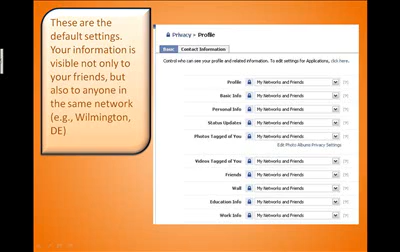 These are the
default settings.
Your information is
visible not only to
your friends, but
also to anyone in
the same network
(e.g., Wilmington,
DE)
Privacy ▸ Profile
Basic Contact Information
Control who can see your profile and related information. To edit settings for Applications, click here.
Profile My Networks and Friends [?]
Basic Info My Networks and Friends [?]
Personal Info My Networks and Friends [?]
Status Updates My Networks and Friends [?]
Photos Tagged of You My Networks and Friends [?]
Edit Photo Albums Privacy Settings
Videos Tagged of You My Networks and Friends [?]
Friends My Networks and Friends [?]
Wall My Networks and Friends [?]
Education Info My Networks and Friends [?]
Work Info My Networks and Friends [?]